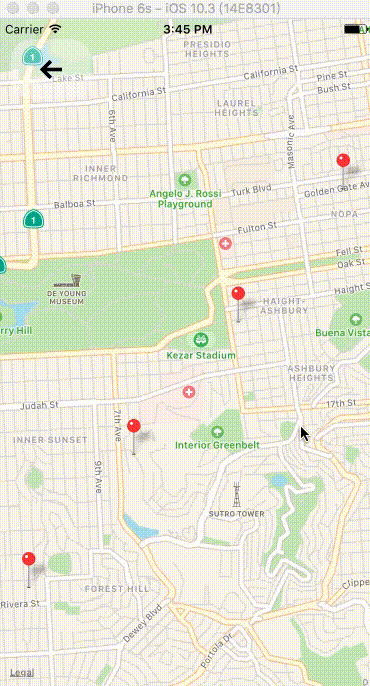 iPhone 6s – iOS 10.3 (14E8301)
Carrier 3:45 PM
PRESIDIO
HEIGHTS
1
Lake St
California St
California St
Pine St
Bush St
LAUREL
HEIGHTS
6th Ave
Masonic Ave
INNER
RICHMOND
Angelo J. Rossi
Playground
Turk Blvd
Golden Gate Av
Balboa St
1
NOPA
Fulton St
Fell St
Oak St
DE YOUNG
MUSEUM
Haight S
HAIGHT-
ASHBURY
rry Hill
Buena Vista
Kezar Stadium
ASHBURY
HEIGHTS
Judah St
17th St
7th Ave
INNER SUNSET
Interior Greenbelt
9th Ave
SUTRO TOWER
Clippe
FOREST HILL
Rivera St
Dewey Blvd
Portola Dr
Legal